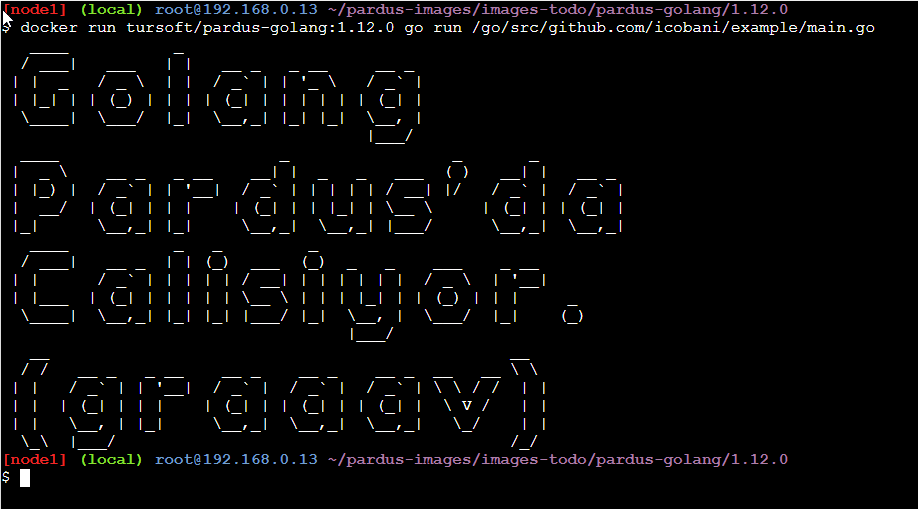 [node1] (local) root@192.168.0.13 ~/pardus-images/images-todo/pardus-golang/1.12.0
$ docker run tursoft/pardus-golang:1.12.0 go run /go/src/github.com/icobani/example/main.go
Golang
Pardus'da
Calisiyor.
(graaav)
[node1] (local) root@192.168.0.13 ~/pardus-images/images-todo/pardus-golang/1.12.0
$